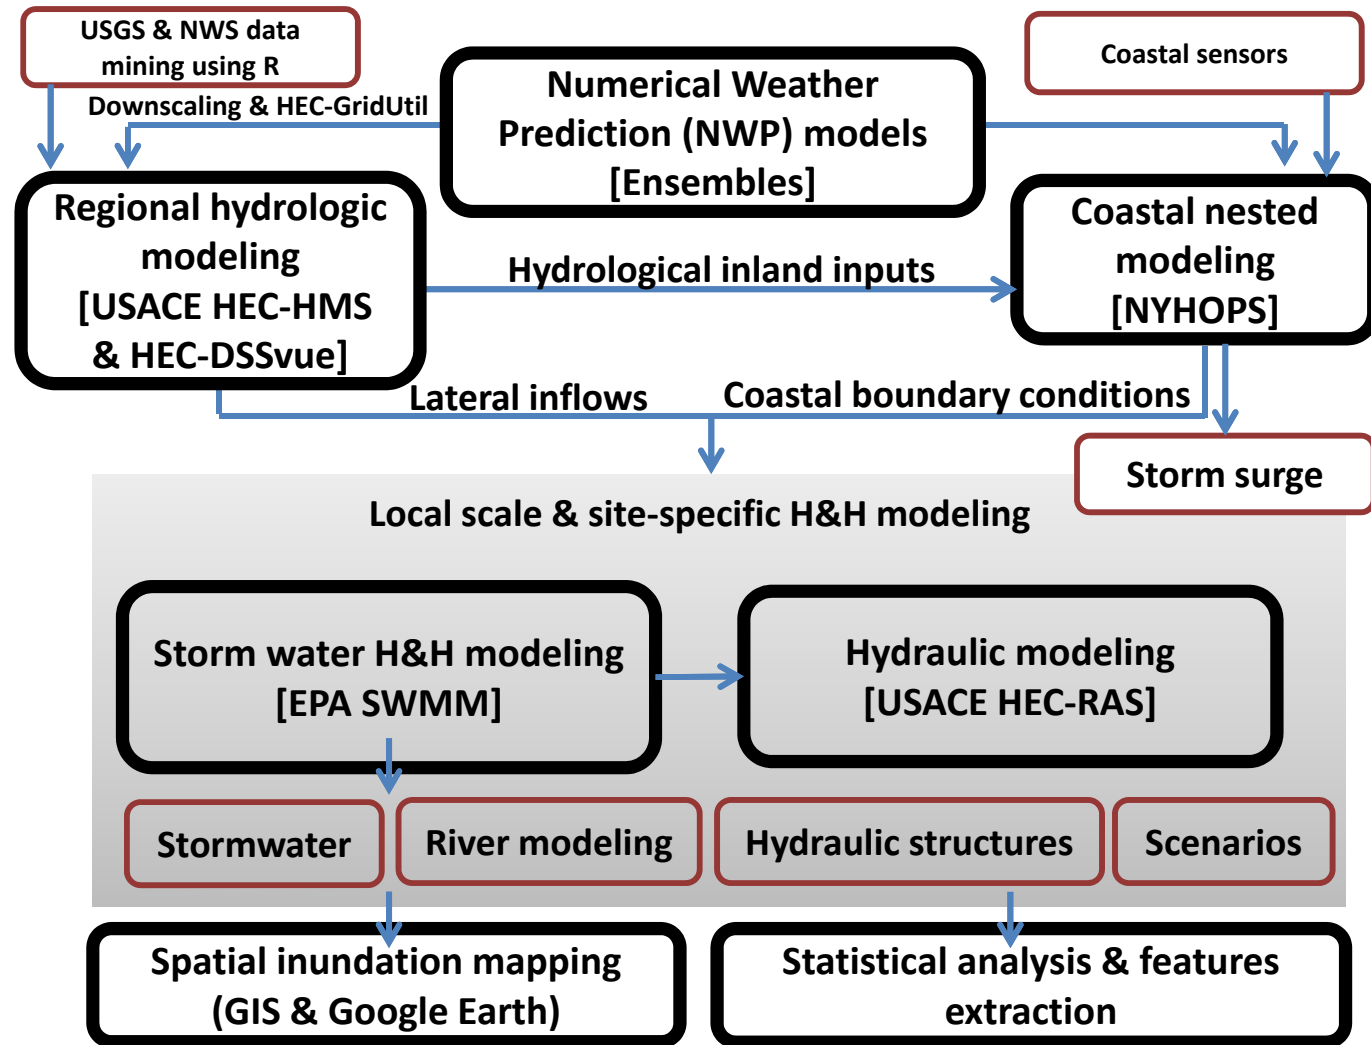 USGS & NWS data
mining using R
Numerical Weather
Prediction (NWP) models
[Ensembles]
Coastal sensors
Downscaling & HEC-GridUtil
Regional hydrologic
modeling
[USACE HEC-HMS
& HEC-DSSvue]
Hydrological inland inputs
Coastal nested
modeling
[NYHOPS]
Lateral inflows
Coastal boundary conditions
Storm surge
Local scale & site-specific H&H modeling
Storm water H&H modeling
[EPA SWMM]
Hydraulic modeling
[USACE HEC-RAS]
Stormwater
River modeling
Hydraulic structures
Scenarios
Spatial inundation mapping
(GIS & Google Earth)
Statistical analysis & features
extraction